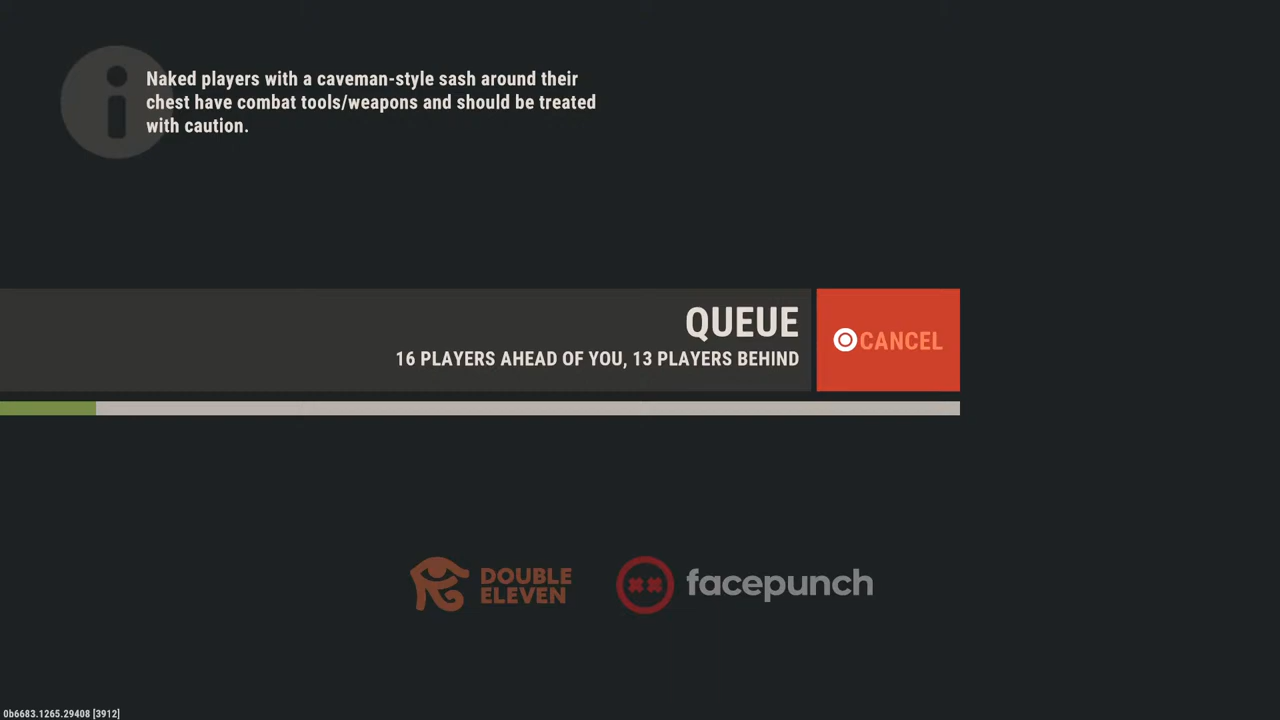 Naked players with a caveman-style sash around their
chest have combat tools/weapons and should be treated
with caution.
QUEUE
16 PLAYERS AHEAD OF YOU, 13 PLAYERS BEHIND
CANCEL
DOUBLE
ELEVEN
facepunch
0b6683.1265.29408 [3912]